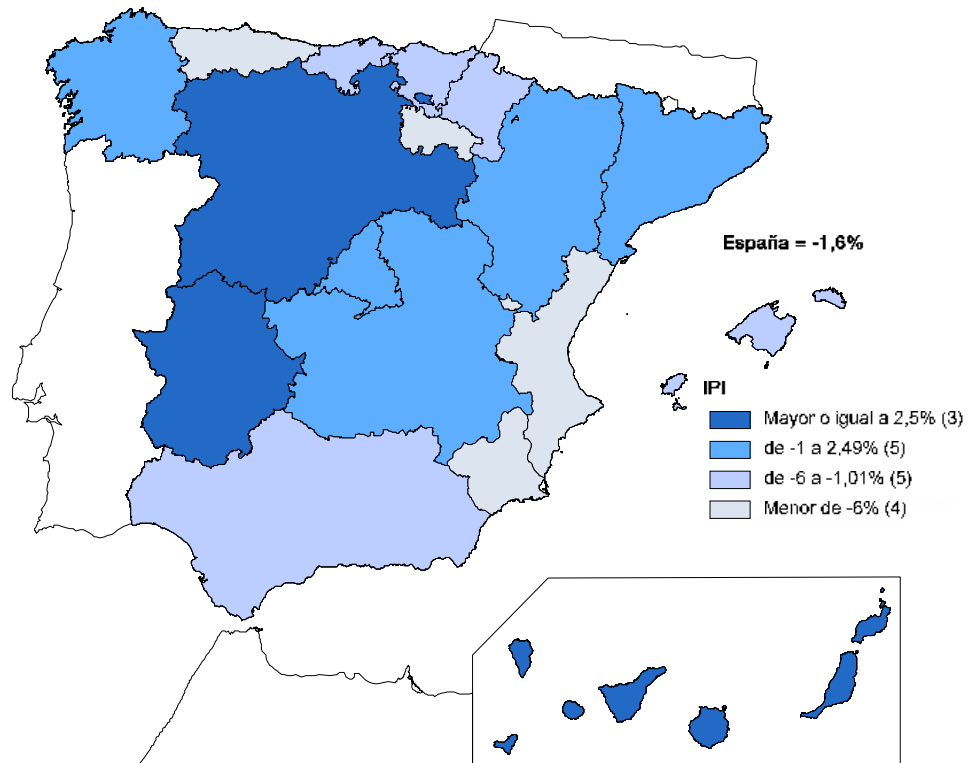 España = -1,6%
IPI
Mayor o igual a 2,5% (3)
de -1 a 2,49% (5)
de -6 a -1,01% (5)
Menor de -6% (4)